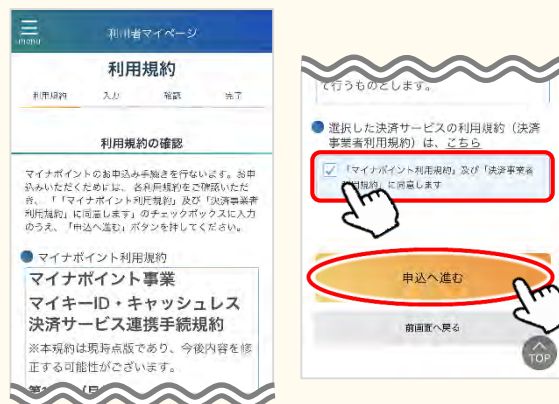 menu
利用者マイページ
利用規約
利用規約 入力 確認 完了
利用規約の確認
マイナポイントのお申込み手続きを行ないます。お申
込みいただくためには、各利用規約をご確認いただ
き、「「マイナポイント利用規約」及び「決済事業者
利用規約」に同意します」のチェックボックスに入力
のうえ、「申込へ進む」ボタンを押してください。
マイナポイント利用規約
マイナポイント事業
マイキーID・キャッシュレス
決済サービス連携手続規約
※本規約は現時点版であり、今後内容を修
正する可能性がございます。
て行うものとします。
選択した決済サービスの利用規約（決済
事業者利用規約）は、こちら
「マイナポイント利用規約」及び「決済事業者
利用規約」に同意します
申込へ進む
前画面へ戻る
TOP